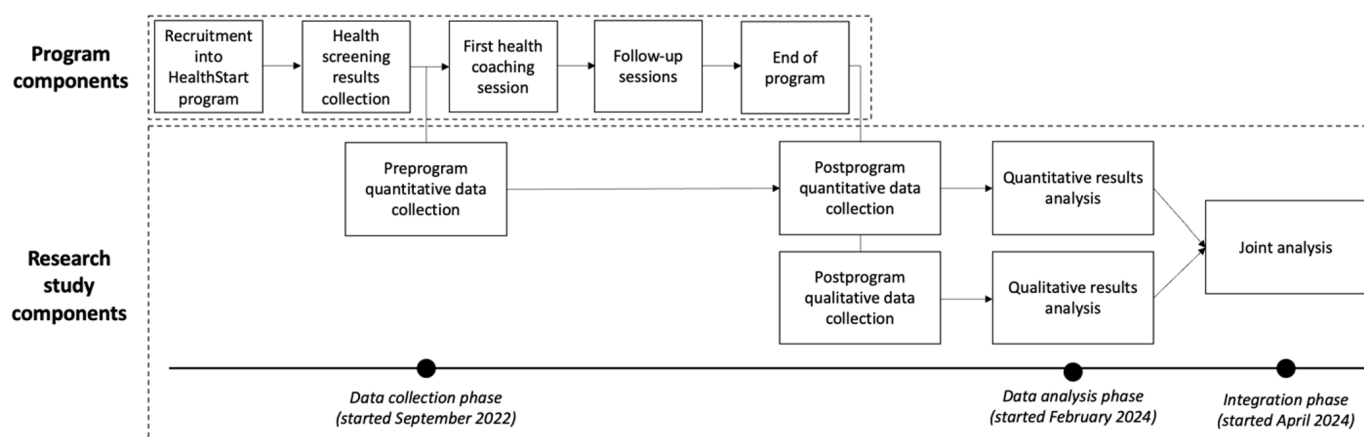 Program
components
Recruitment
into
HealthStart
program
Health
screening
results
collection
First health
coaching
session
Follow-up
sessions
End of
program
Research
study
components
Preprogram
quantitative data
collection
Postprogram
quantitative data
collection
Quantitative results
analysis
Postprogram
qualitative data
collection
Qualitative results
analysis
Joint analysis
Data collection phase
(started September 2022)
Data analysis phase
(started February 2024)
Integration phase
(started April 2024)